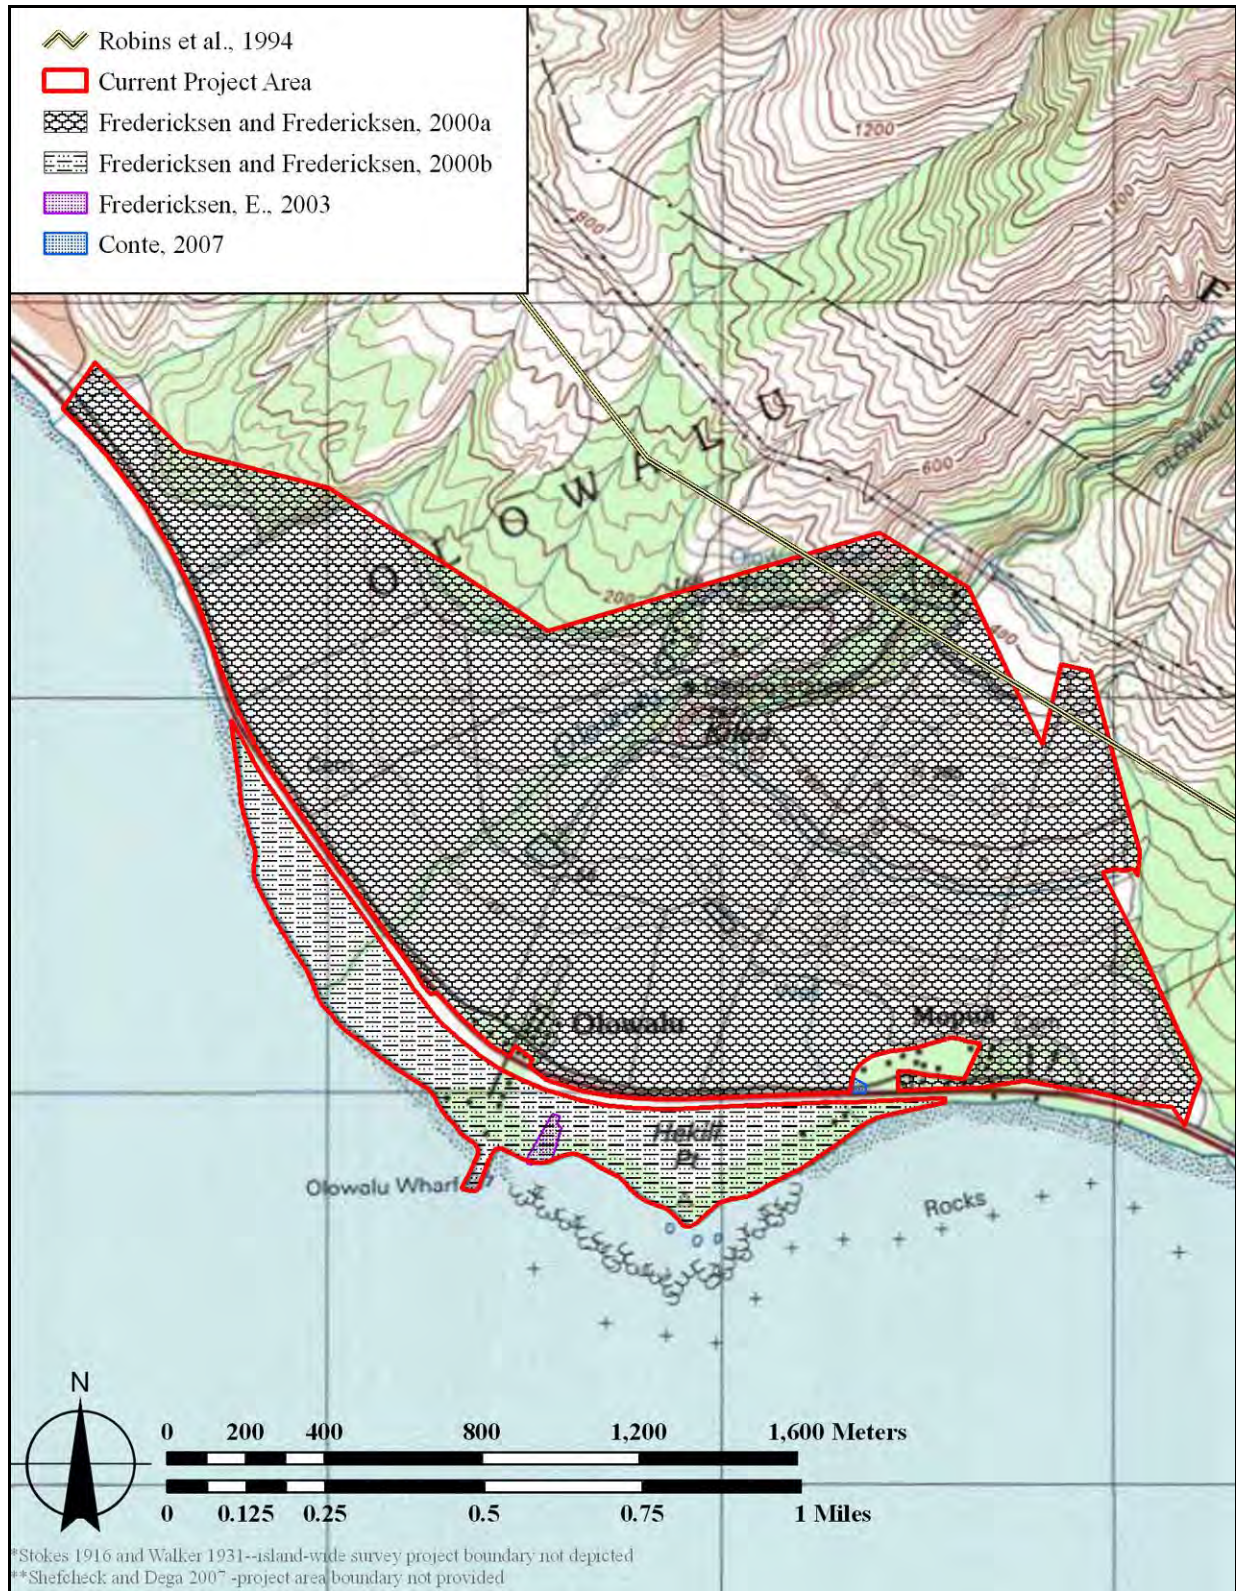 Robins et al., 1994
Current Project Area
Fredericksen and Fredericksen, 2000a
Fredericksen and Fredericksen, 2000b
Fredericksen, E., 2003
Conte, 2007
1200
1200
800
Stream
OLOWALU
600
O L O W A L U
200
400
Kilea
Olowalu
Mopua
Cem
Hekili
Pt
Olowalu Wharf
Rocks
N
0 200 400 800 1,200 1,600 Meters
0 0.125 0.25 0.5 0.75 1 Miles
*Stokes 1916 and Walker 1931--island-wide survey project boundary not depicted
**Shefcheck and Dega 2007 -project area boundary not provided